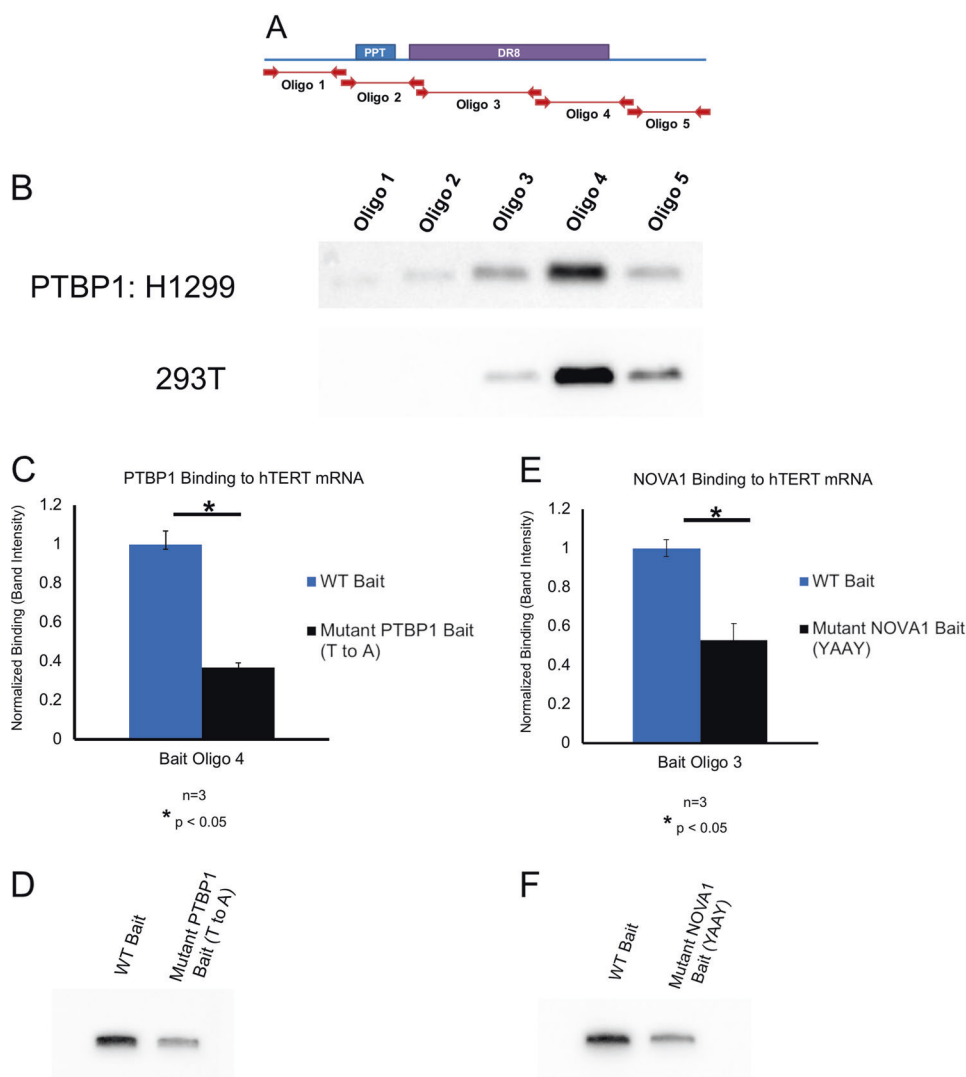 A
PPT
DR8
Oligo 1
Oligo 2
Oligo 3
Oligo 4
Oligo 5
B
Oligo 1
Oligo 2
Oligo 3
Oligo 4
Oligo 5
PTBP1: H1299
293T
C
PTBP1 Binding to hTERT mRNA
Normalized Binding (Band Intensity)
1.2
1
0.8
0.6
0.4
0.2
0
*
WT Bait
Mutant PTBP1 Bait
(T to A)
Bait Oligo 4
n=3
* p < 0.05
E
NOVA1 Binding to hTERT mRNA
Normalized Binding (Band Intensity)
1.2
1
0.8
0.6
0.4
0.2
0
*
WT Bait
Mutant NOVA1 Bait
(YAAY)
Bait Oligo 3
n=3
* p < 0.05
D
WT Bait
Mutant PTBP1
Bait (T to A)
F
WT Bait
Mutant NOVA1
Bait (YAAY)